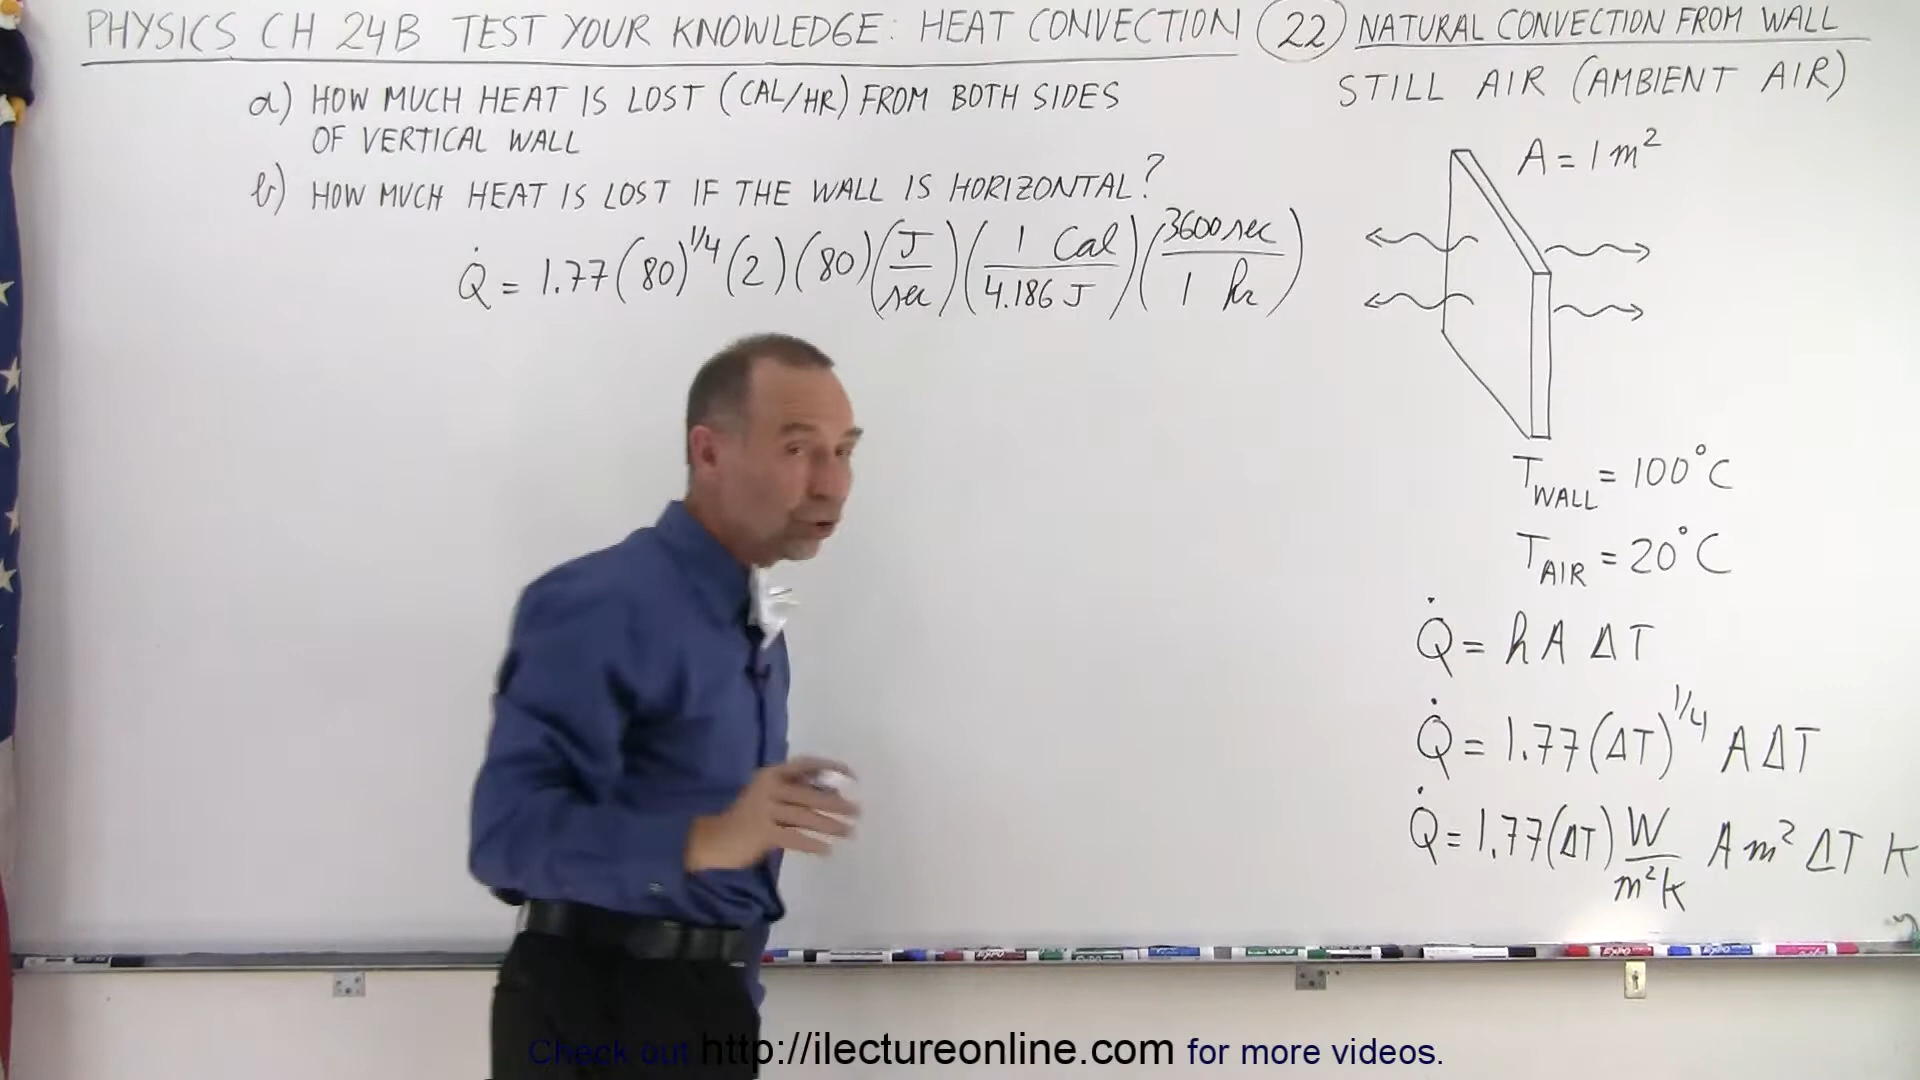 PHYSICS CH 24B TEST YOUR KNOWLEDGE: HEAT CONVECTION (22) NATURAL CONVECTION FROM WALL
STILL AIR (AMBIENT AIR)
a) HOW MUCH HEAT IS LOST (CAL/HR) FROM BOTH SIDES
OF VERTICAL WALL
b) HOW MUCH HEAT IS LOST IF THE WALL IS HORIZONTAL?
Q̇ = 1.77 (80)^1/4 (2)(80) (J/sec) (1 Cal/4.186 J) (3600 sec/1 hr)
A = 1 m²
T WALL = 100°C
T AIR = 20°C
Q̇ = h A ΔT
Q̇ = 1.77 (ΔT)^1/4 A ΔT
Q̇ = 1.77 (ΔT) W/m²K A m² ΔT K
Check out http://ilectureonline.com for more videos.